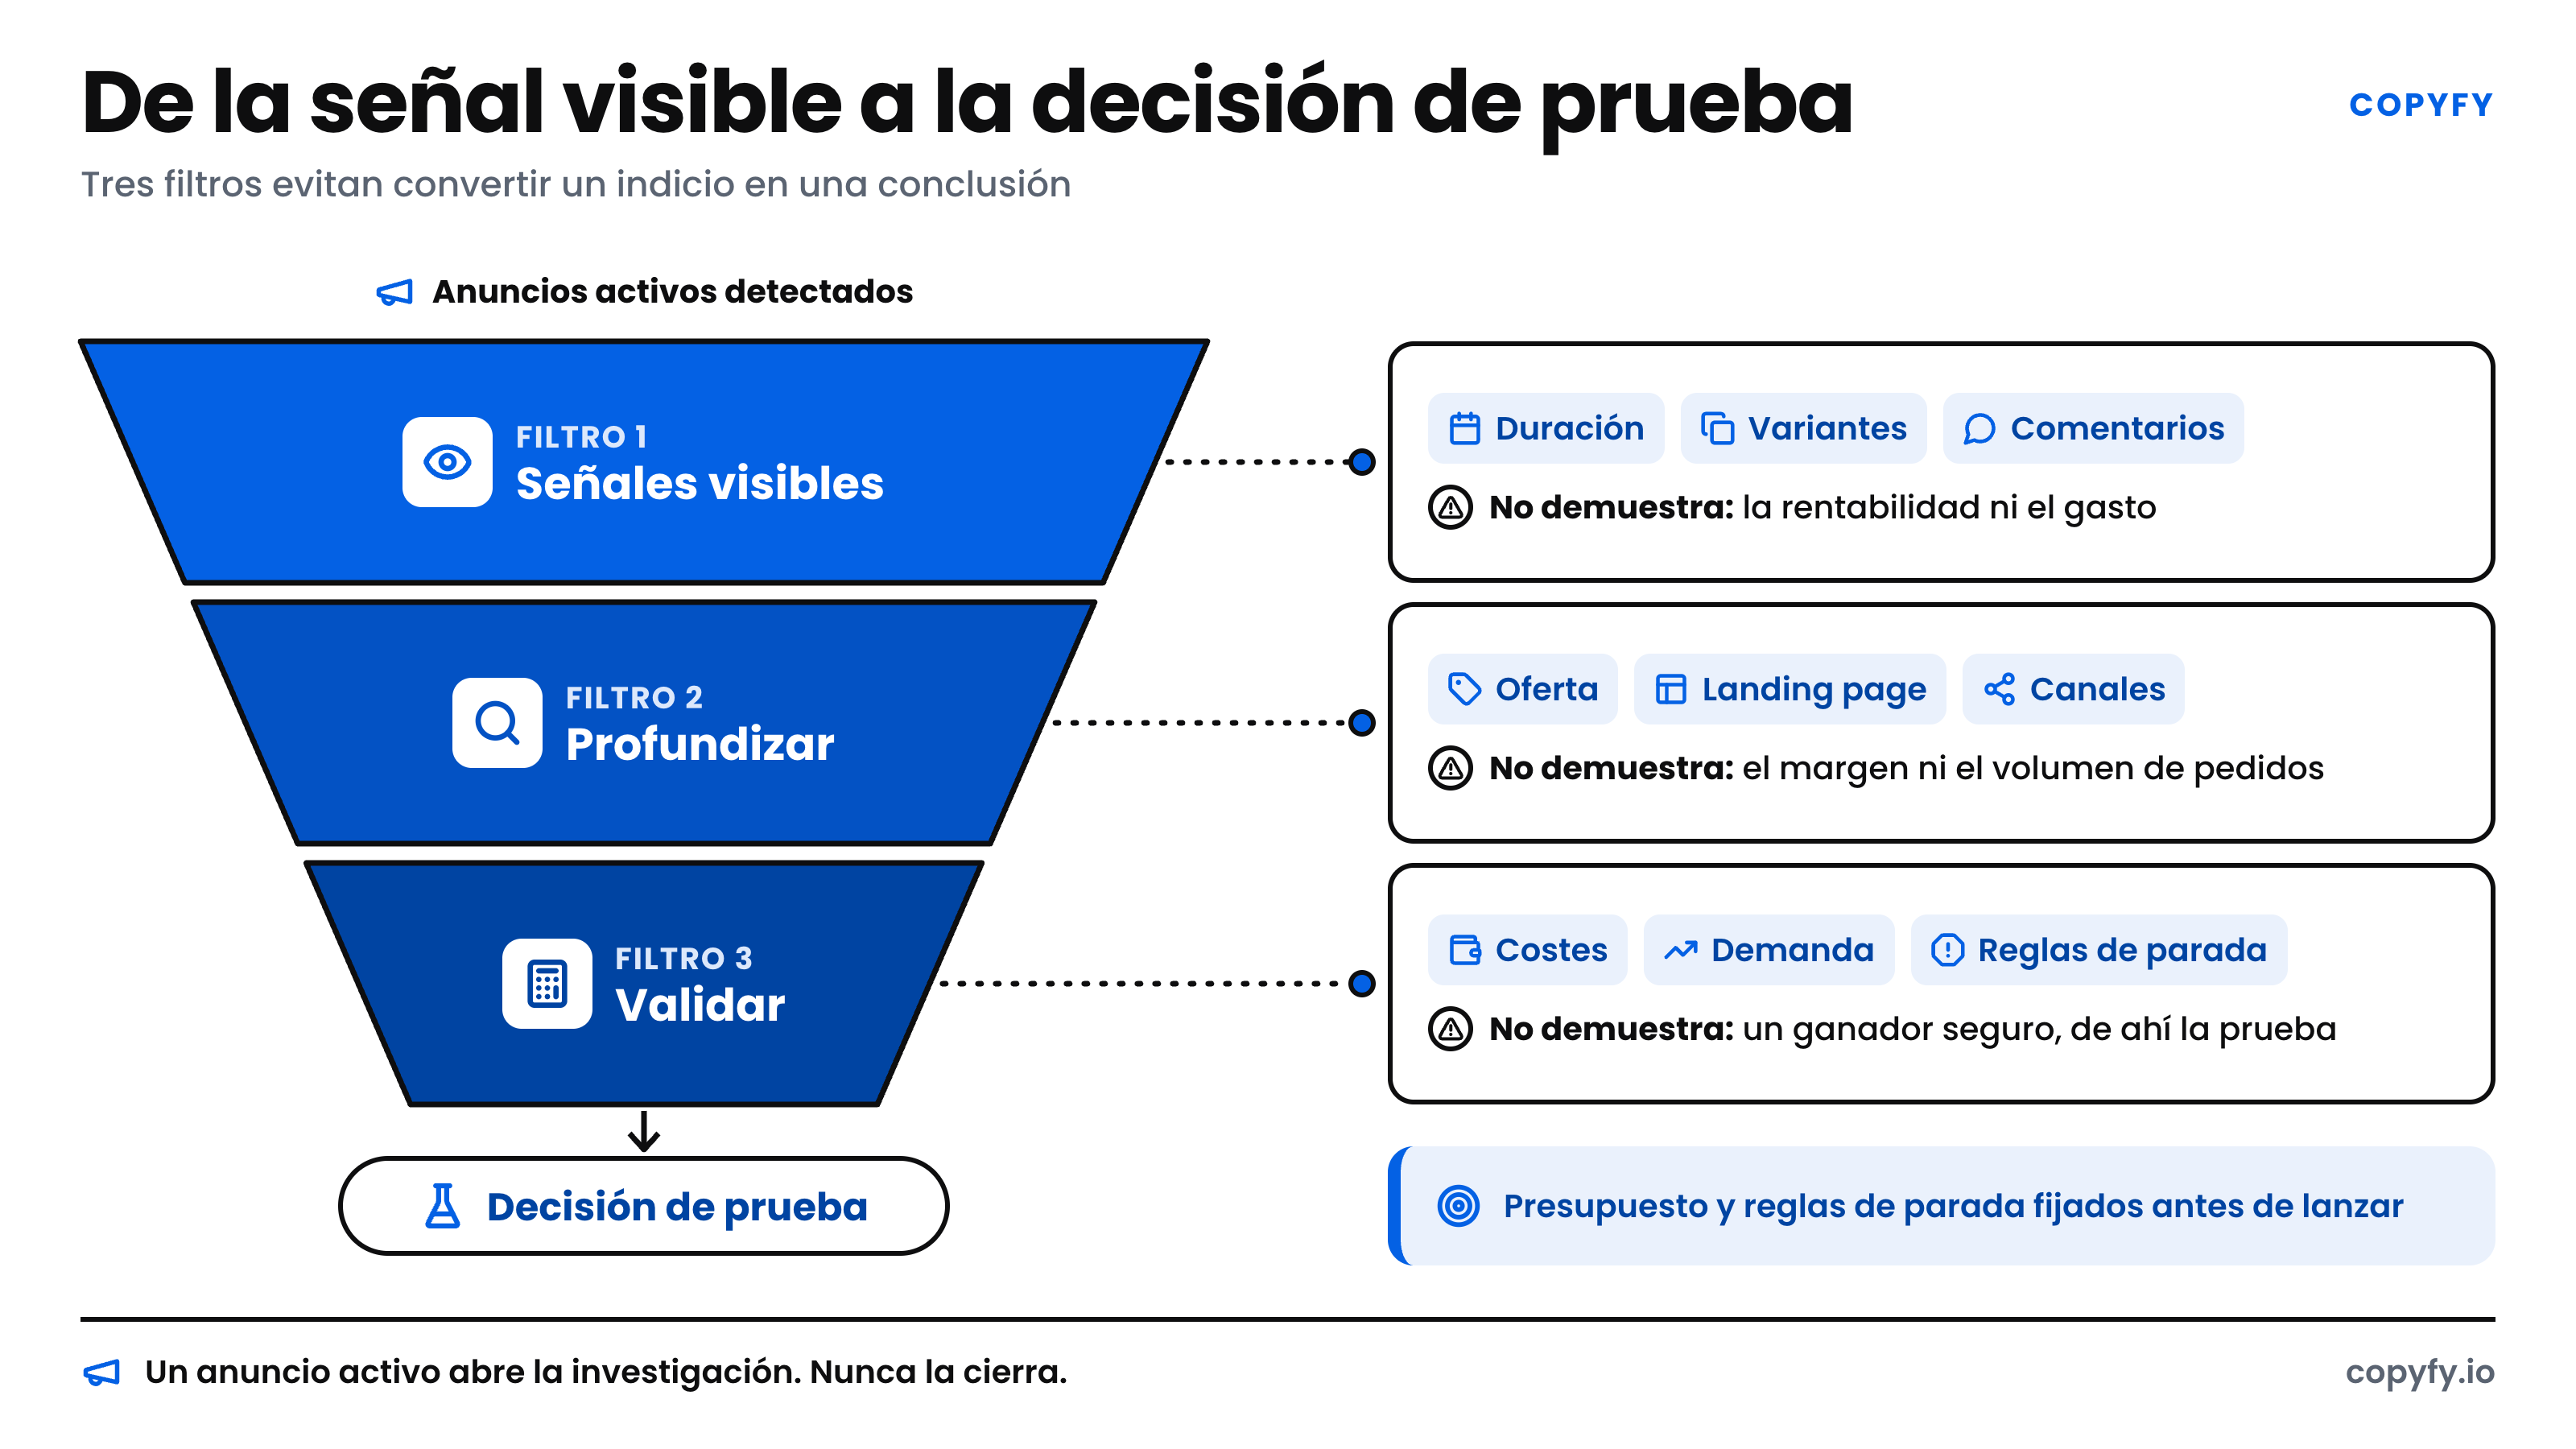 De la señal visible a la decisión de prueba
COPYFY
Tres filtros evitan convertir un indicio en una conclusión
Anuncios activos detectados
FILTRO 1
Señales visibles
Duración
Variantes
Comentarios
No demuestra: la rentabilidad ni el gasto
FILTRO 2
Profundizar
Oferta
Landing page
Canales
No demuestra: el margen ni el volumen de pedidos
FILTRO 3
Validar
Costes
Demanda
Reglas de parada
No demuestra: un ganador seguro, de ahí la prueba
Decisión de prueba
Presupuesto y reglas de parada fijados antes de lanzar
Un anuncio activo abre la investigación. Nunca la cierra.
copyfy.io